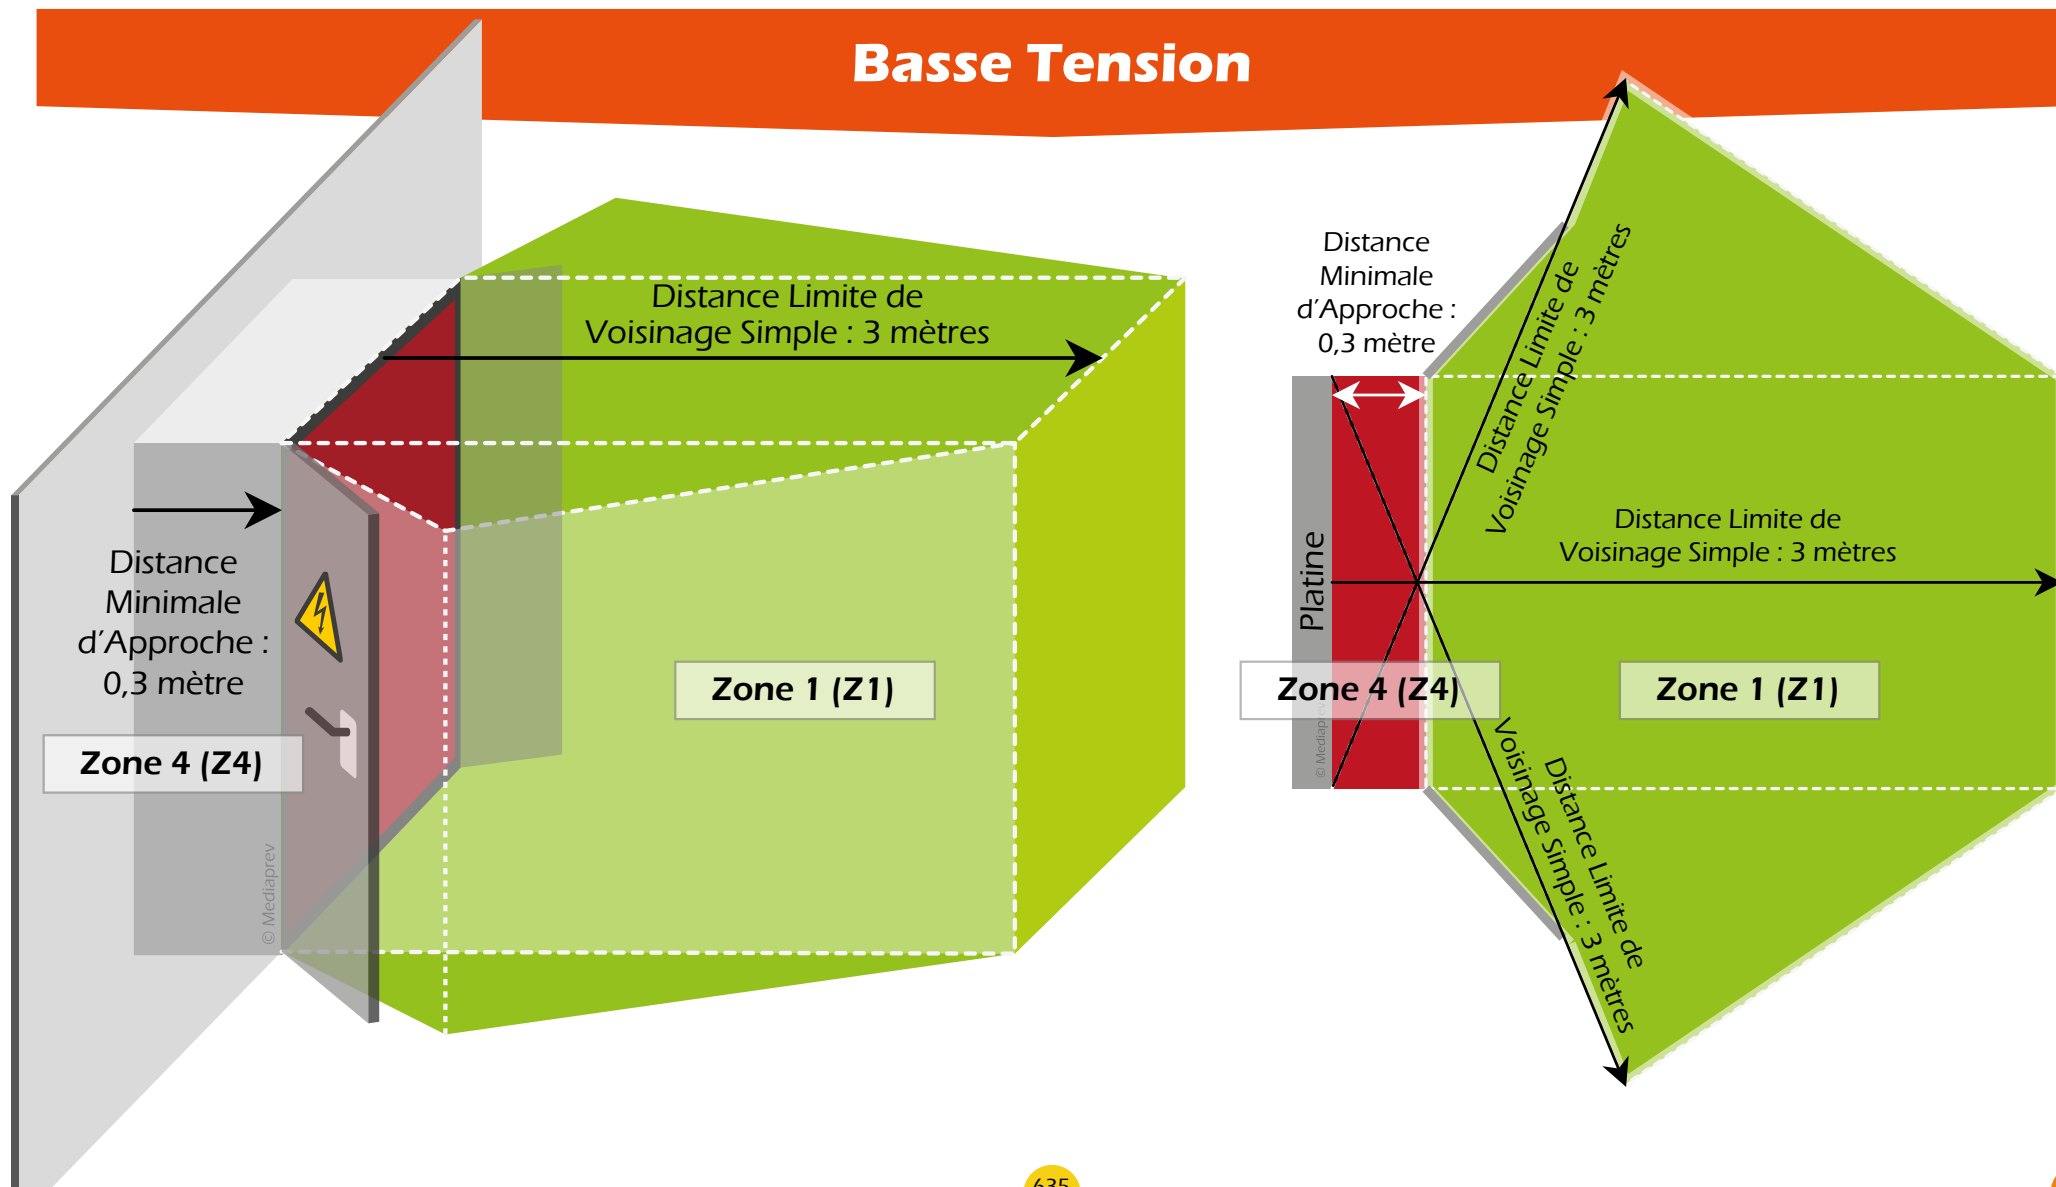 Basse Tension
Distance Limite de
Voisinage Simple : 3 mètres
Distance
Minimale
d'Approche :
0,3 mètre
Zone 4 (Z4)
Zone 1 (Z1)
© Mediaprev
Distance
Minimale
d'Approche :
0,3 mètre
Distance Limite de
Voisinage Simple : 3 mètres
Platine
Distance Limite de
Voisinage Simple : 3 mètres
Zone 4 (Z4)
Zone 1 (Z1)
© Mediaprev
Distance Limite de
Voisinage Simple : 3 mètres
635